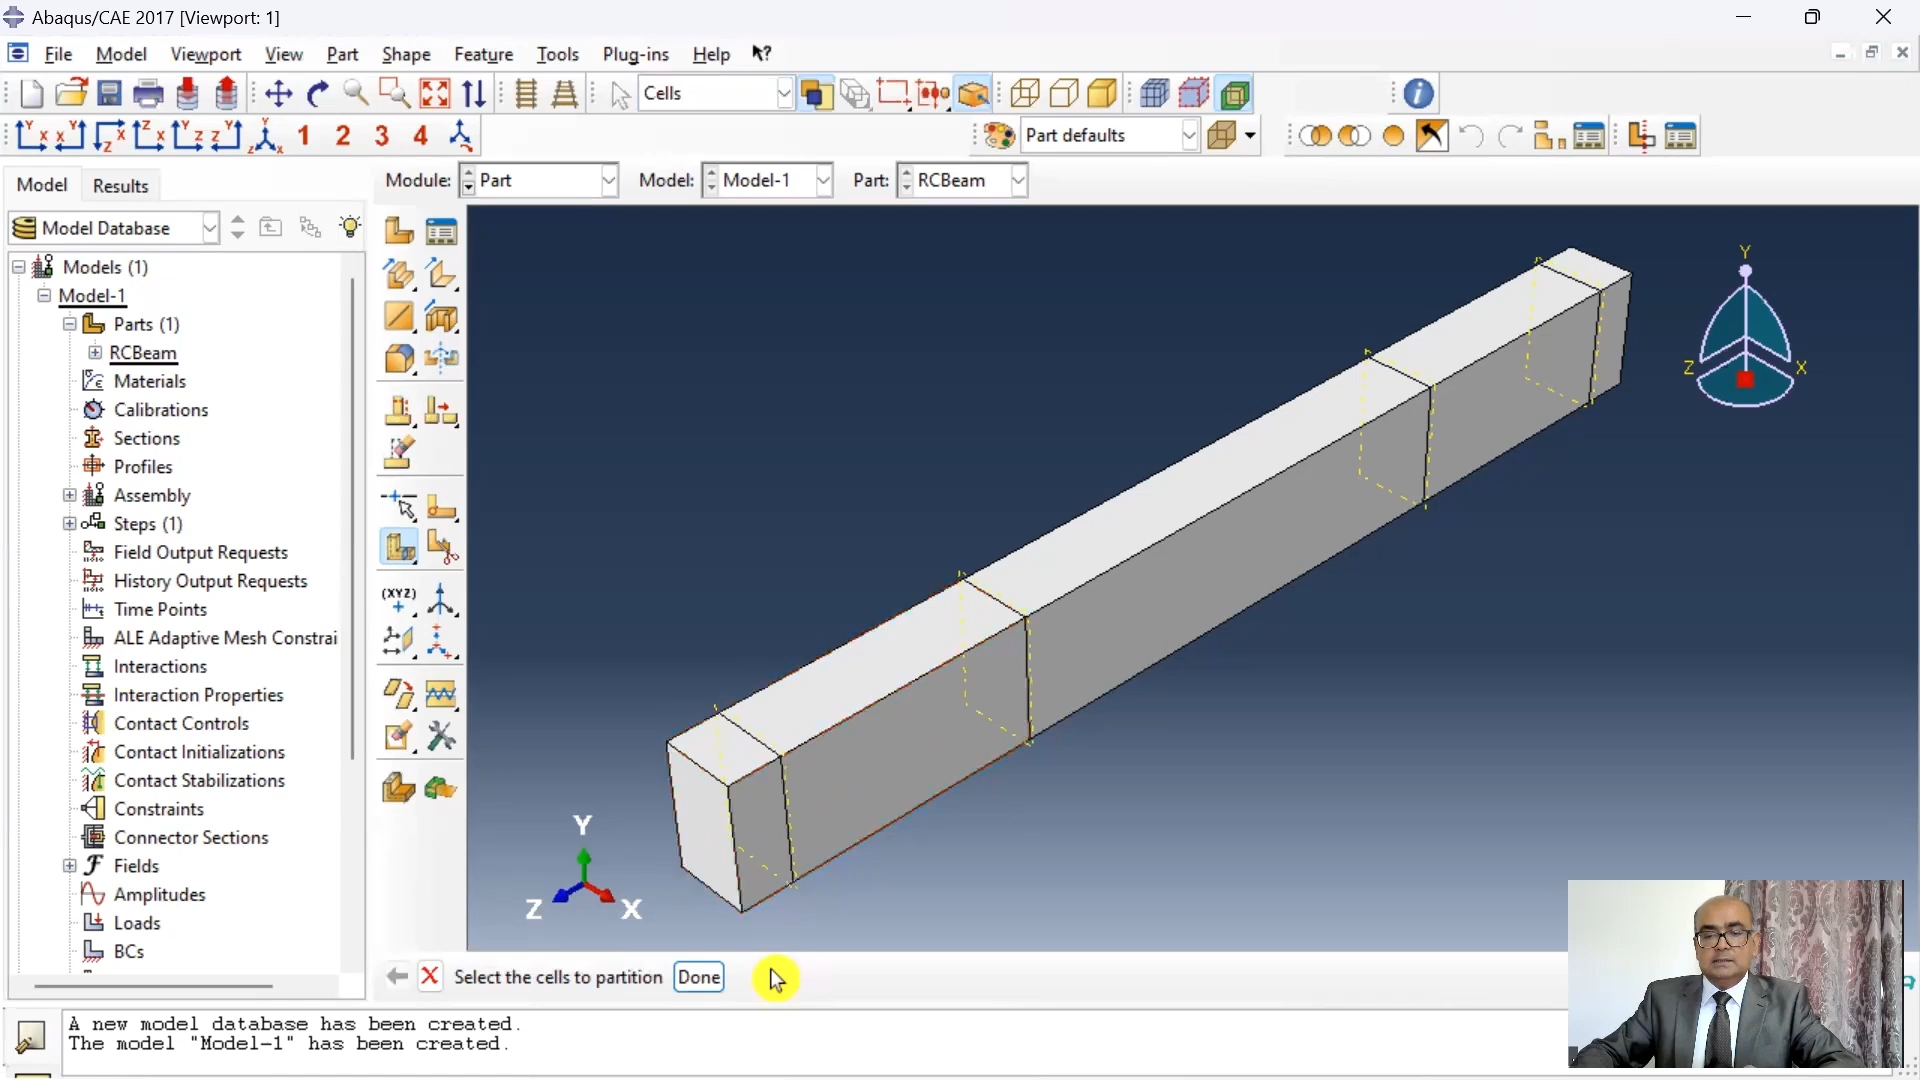 Abaqus/CAE 2017 [Viewport: 1]
File Model Viewport View Part Shape Feature Tools Plug-ins Help
Cells
1 2 3 4
Part defaults
Model Results
Module: Part Model: Model-1 Part: RCBeam
Model Database
Models (1)
Model-1
Parts (1)
RCBeam
Materials
Calibrations
Sections
Profiles
Assembly
Steps (1)
Field Output Requests
History Output Requests
Time Points
ALE Adaptive Mesh Constrai
Interactions
Interaction Properties
Contact Controls
Contact Initializations
Contact Stabilizations
Constraints
Connector Sections
Fields
Amplitudes
Loads
BCs
(XYZ)
Y
Z X
Y
Z X
Select the cells to partition Done
A new model database has been created.
The model "Model-1" has been created.